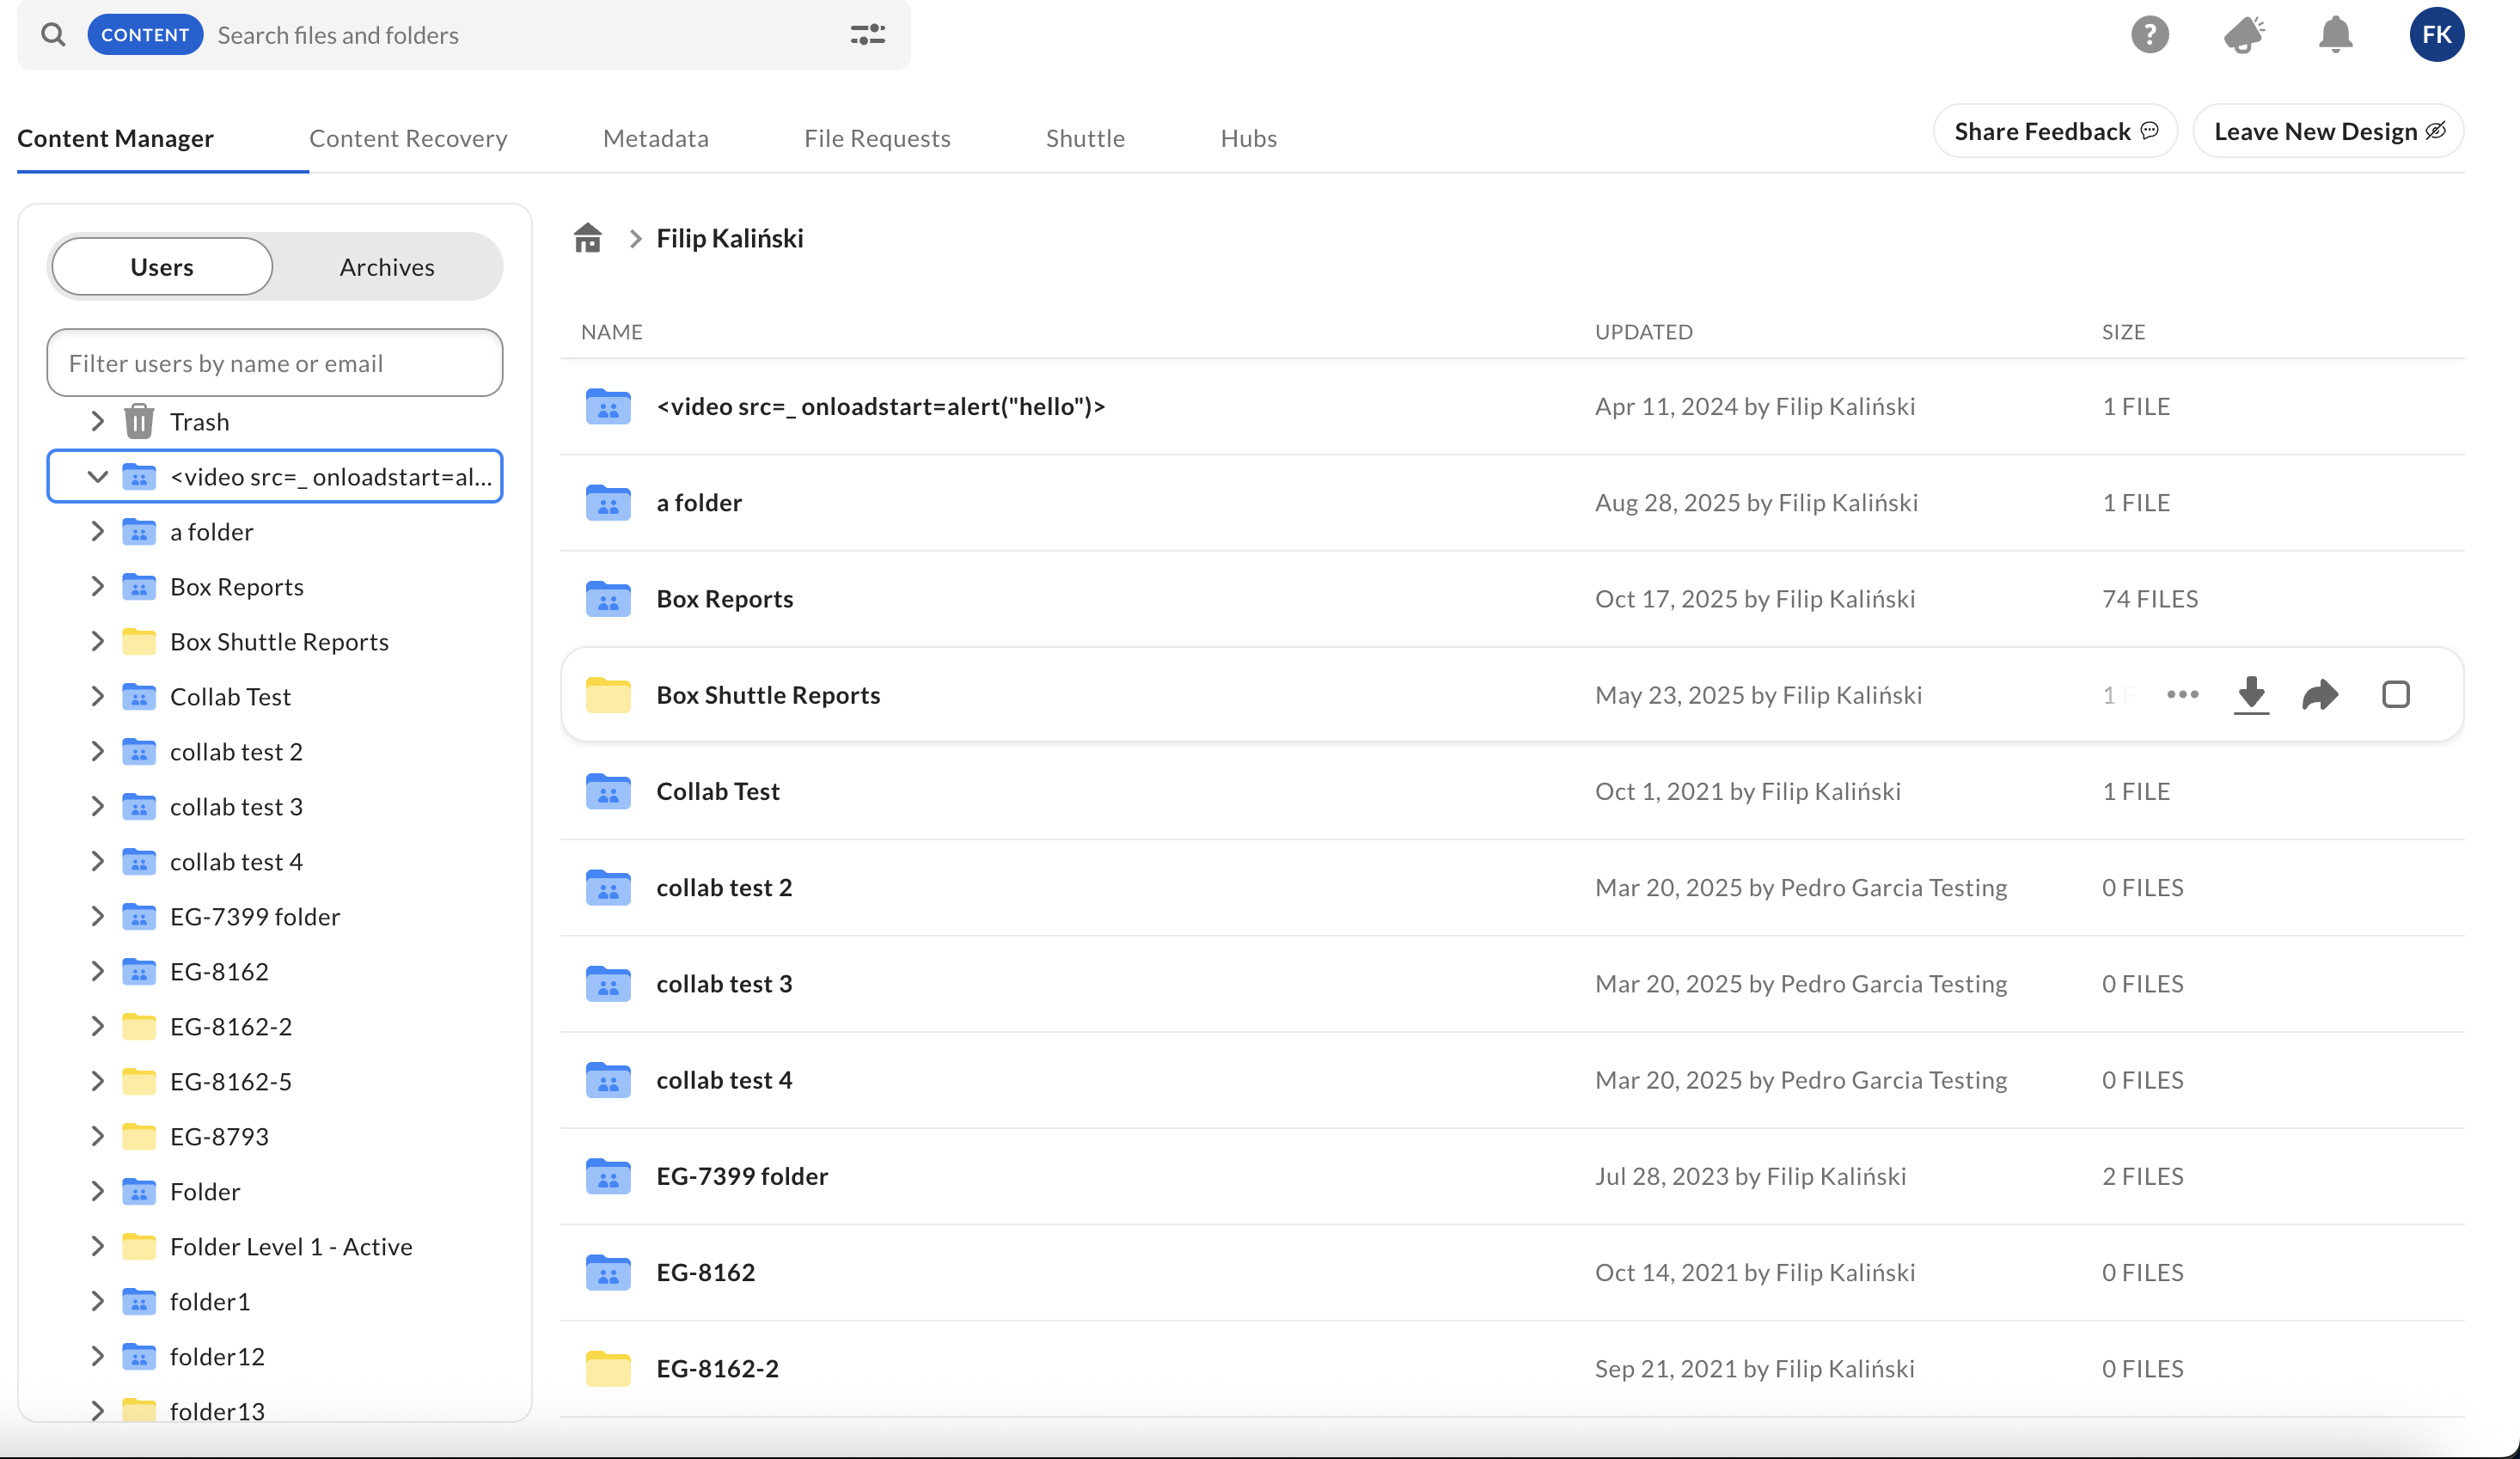 CONTENT Search files and folders
? FK
Content Manager Content Recovery Metadata File Requests Shuttle Hubs
Share Feedback Leave New Design
Users Archives
Filter users by name or email
Trash
<video src=_ onloadstart=al...
a folder
Box Reports
Box Shuttle Reports
Collab Test
collab test 2
collab test 3
collab test 4
EG-7399 folder
EG-8162
EG-8162-2
EG-8162-5
EG-8793
Folder
Folder Level 1 - Active
folder1
folder12
folder13
Filip Kaliński
NAME UPDATED SIZE
<video src=_ onloadstart=alert("hello")> Apr 11, 2024 by Filip Kaliński 1 FILE
a folder Aug 28, 2025 by Filip Kaliński 1 FILE
Box Reports Oct 17, 2025 by Filip Kaliński 74 FILES
Box Shuttle Reports May 23, 2025 by Filip Kaliński 1 F
Collab Test Oct 1, 2021 by Filip Kaliński 1 FILE
collab test 2 Mar 20, 2025 by Pedro Garcia Testing 0 FILES
collab test 3 Mar 20, 2025 by Pedro Garcia Testing 0 FILES
collab test 4 Mar 20, 2025 by Pedro Garcia Testing 0 FILES
EG-7399 folder Jul 28, 2023 by Filip Kaliński 2 FILES
EG-8162 Oct 14, 2021 by Filip Kaliński 0 FILES
EG-8162-2 Sep 21, 2021 by Filip Kaliński 0 FILES